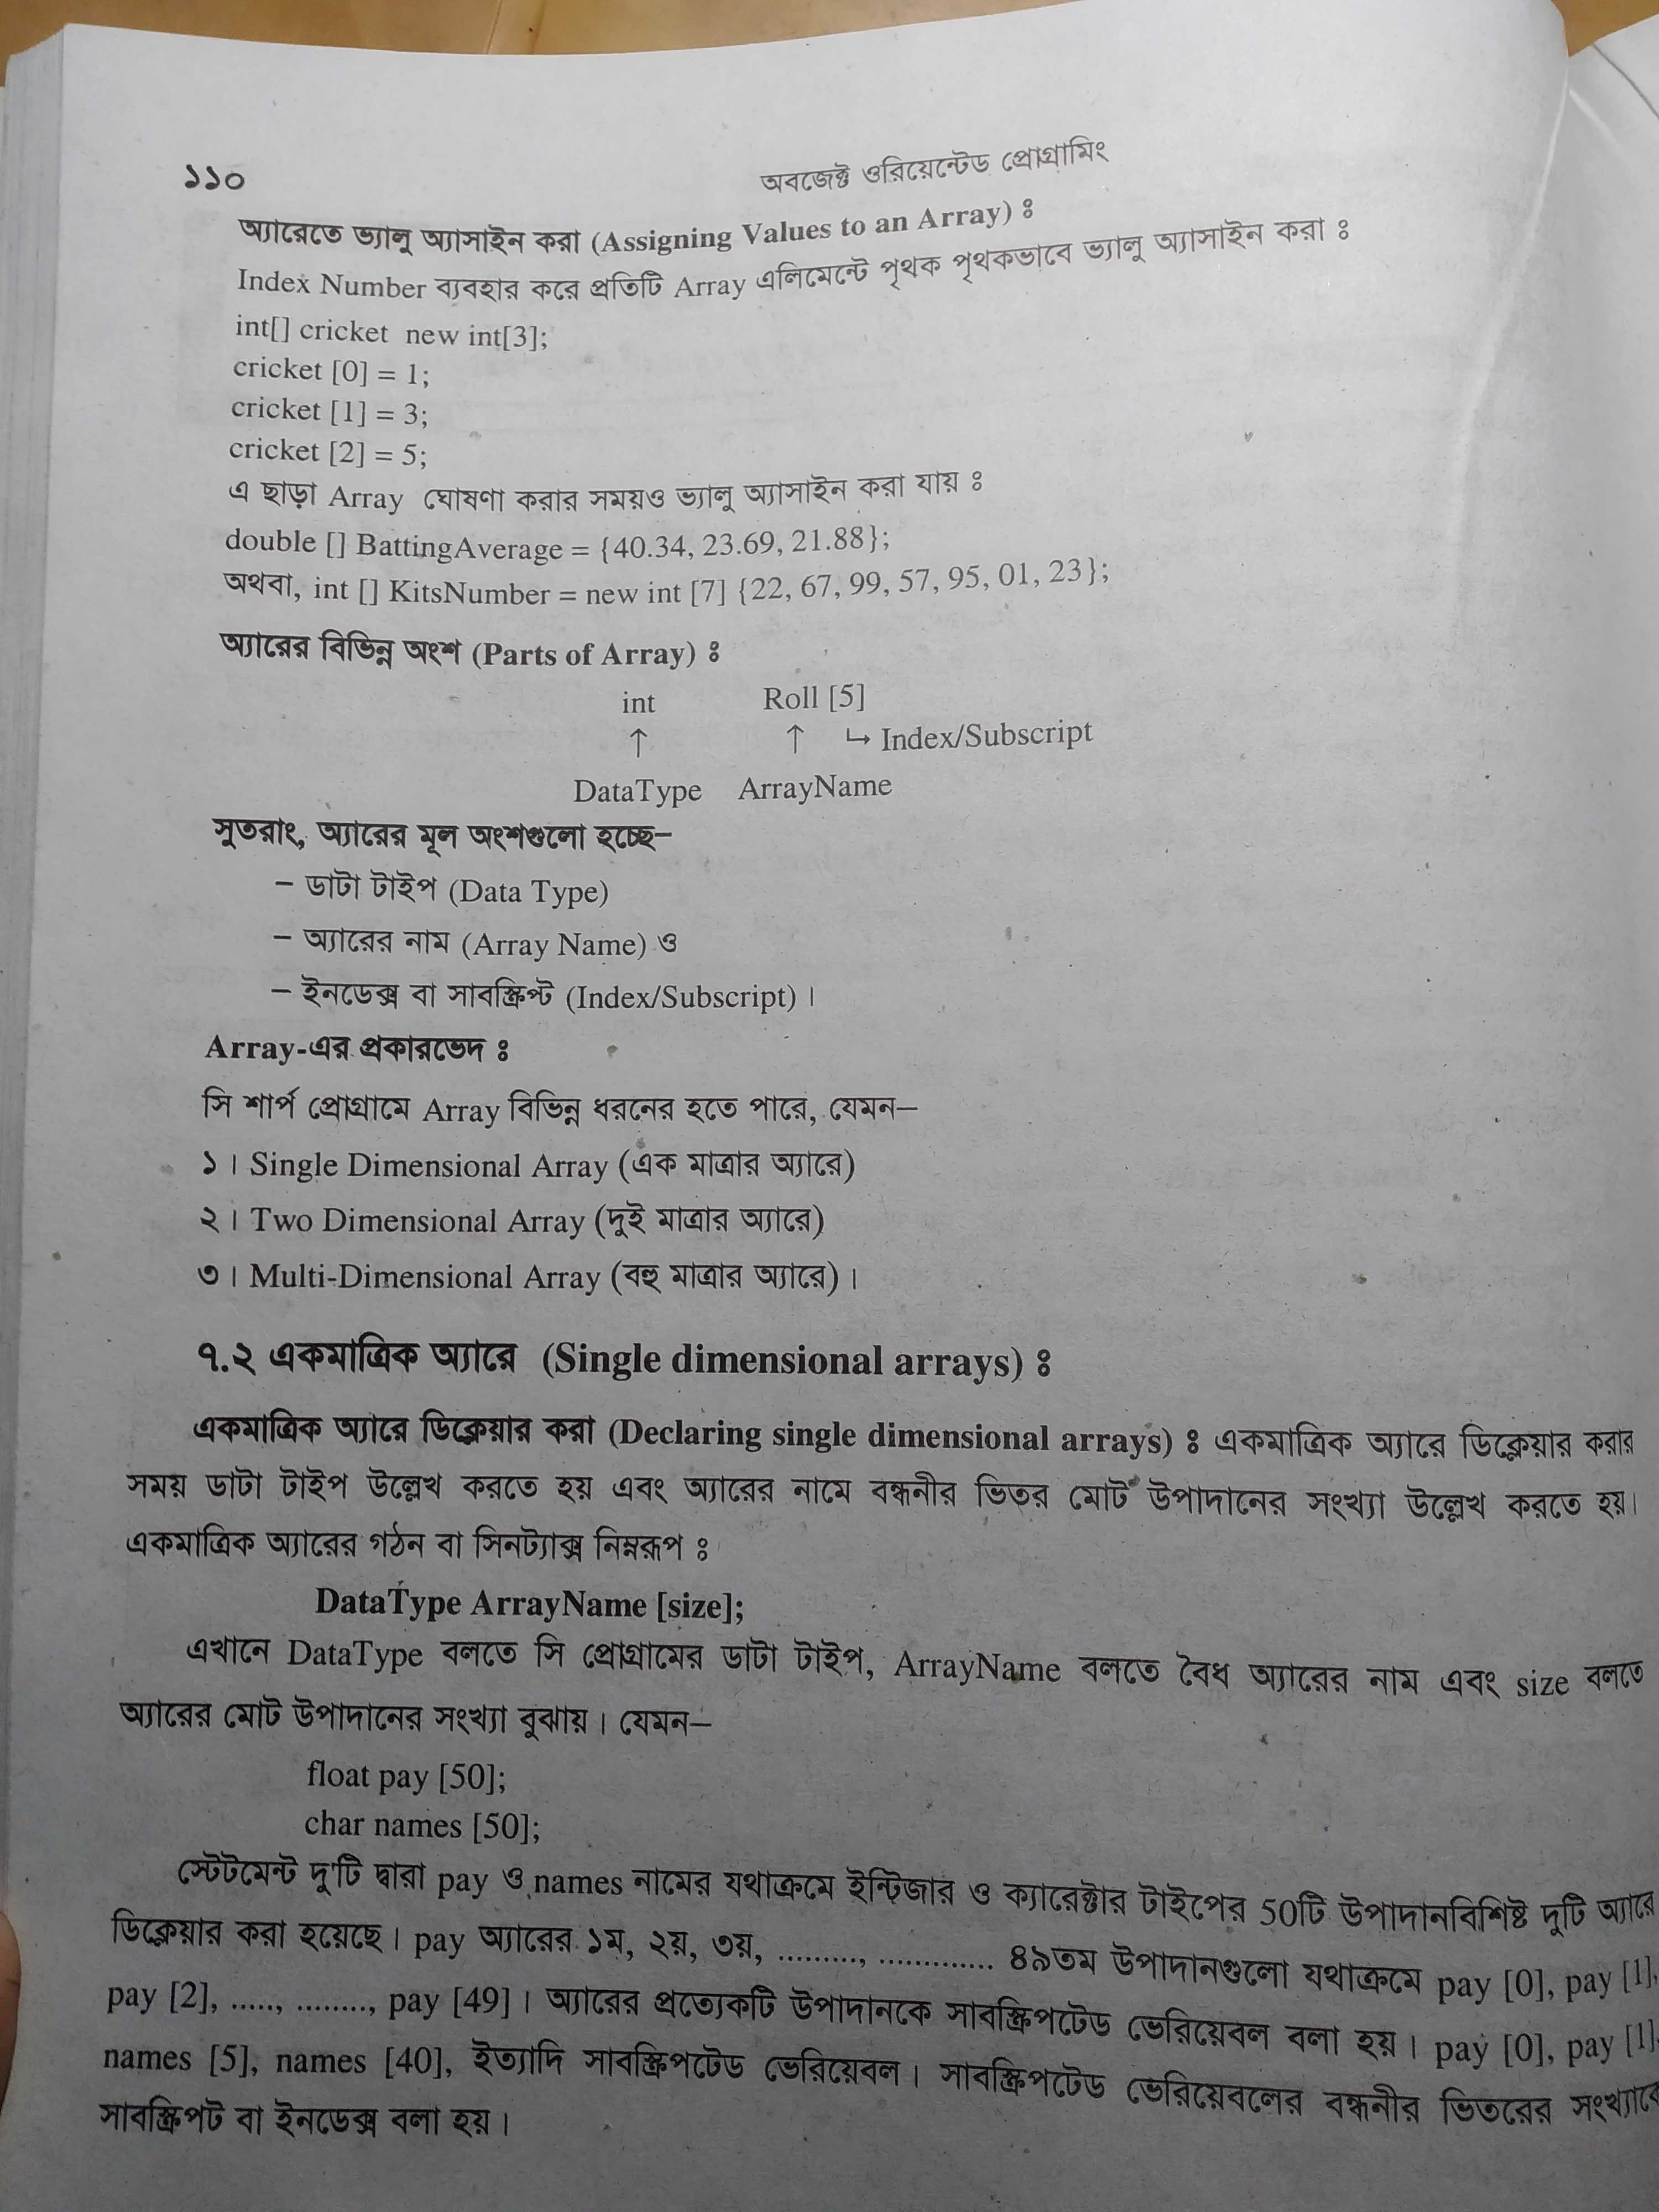 ১১০
অবজেক্ট ওরিয়েন্টেড প্রোগ্রামিং
অ্যারেতে ভ্যালু অ্যাসাইন করা (Assigning Values to an Array) ঃ
Index Number ব্যবহার করে প্রতিটি Array এলিমেন্টে পৃথক পৃথকভাবে ভ্যালু অ্যাসাইন করা ঃ
int[] cricket new int[3];
cricket [0] = 1;
cricket [1] = 3;
cricket [2] = 5;
এ ছাড়া Array ঘোষণা করার সময়ও ভ্যালু অ্যাসাইন করা যায় ঃ
double [] BattingAverage = {40.34, 23.69, 21.88};
অথবা, int [] KitsNumber = new int [7] {22, 67, 99, 57, 95, 01, 23};
অ্যারের বিভিন্ন অংশ (Parts of Array) ঃ
int Roll [5]
↑ ↑ ↳ Index/Subscript
DataType ArrayName
সুতরাং, অ্যারের মূল অংশগুলো হচ্ছে–
– ডাটা টাইপ (Data Type)
– অ্যারের নাম (Array Name) ও
– ইনডেক্স বা সাবস্ক্রিপ্ট (Index/Subscript) ।
Array-এর প্রকারভেদ ঃ
সি শার্প প্রোগ্রামে Array বিভিন্ন ধরনের হতে পারে, যেমন–
১ । Single Dimensional Array (এক মাত্রার অ্যারে)
২ । Two Dimensional Array (দুই মাত্রার অ্যারে)
৩ । Multi-Dimensional Array (বহু মাত্রার অ্যারে) ।
৭.২ একমাত্রিক অ্যারে (Single dimensional arrays) ঃ
একমাত্রিক অ্যারে ডিক্লেয়ার করা (Declaring single dimensional arrays) ঃ একমাত্রিক অ্যারে ডিক্লেয়ার করার
সময় ডাটা টাইপ উল্লেখ করতে হয় এবং অ্যারের নামে বন্ধনীর ভিতর মোট উপাদানের সংখ্যা উল্লেখ করতে হয়।
একমাত্রিক অ্যারের গঠন বা সিনট্যাক্স নিম্নরূপ ঃ
DataType ArrayName [size];
এখানে DataType বলতে সি প্রোগ্রামের ডাটা টাইপ, ArrayName বলতে বৈধ অ্যারের নাম এবং size বলতে
অ্যারের মোট উপাদানের সংখ্যা বুঝায় । যেমন–
float pay [50];
char names [50];
স্টেটমেন্ট দু'টি দ্বারা pay ও names নামের যথাক্রমে ইন্টিজার ও ক্যারেক্টার টাইপের 50টি উপাদানবিশিষ্ট দুটি অ্যারে
ডিক্লেয়ার করা হয়েছে । pay অ্যারের ১ম, ২য়, ৩য়, ........., ............. ৪৯তম উপাদানগুলো যথাক্রমে pay [0], pay [1],
pay [2], ....., ........., pay [49] । অ্যারের প্রত্যেকটি উপাদানকে সাবস্ক্রিপটেড ভেরিয়েবল বলা হয় । pay [0], pay [1]
names [5], names [40], ইত্যাদি সাবস্ক্রিপটেড ভেরিয়েবল । সাবস্ক্রিপটেড ভেরিয়েবলের বন্ধনীর ভিতরের সংখ্যাকে
সাবস্ক্রিপট বা ইনডেক্স বলা হয় ।